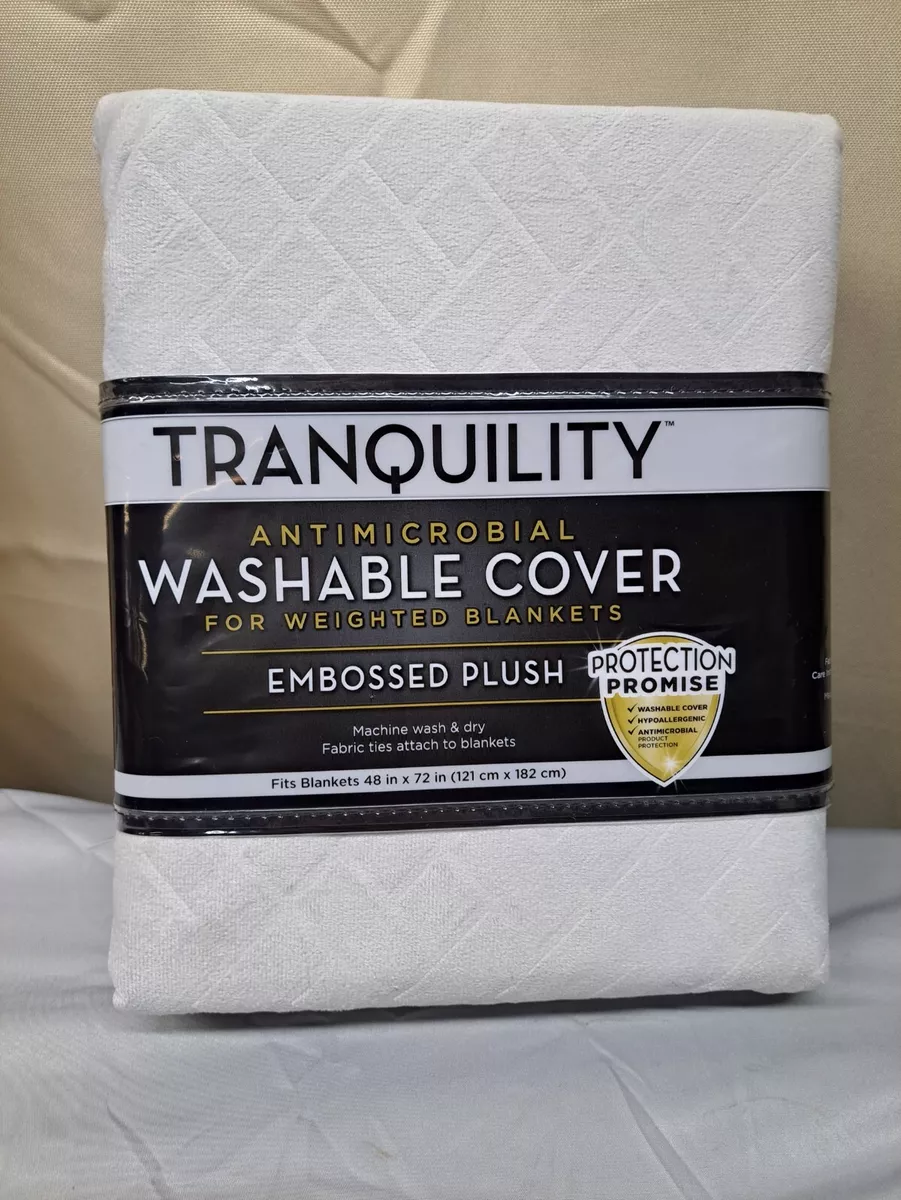 TRANQUILITY™
ANTIMICROBIAL
WASHABLE COVER
FOR WEIGHTED BLANKETS
EMBOSSED PLUSH
Machine wash & dry
Fabric ties attach to blankets
Fits Blankets 48 in x 72 in (121 cm x 182 cm)
PROTECTION
PROMISE
✓ WASHABLE COVER
✓ HYPOALLERGENIC
✓ ANTIMICROBIAL
PRODUCT
PROTECTION
Care